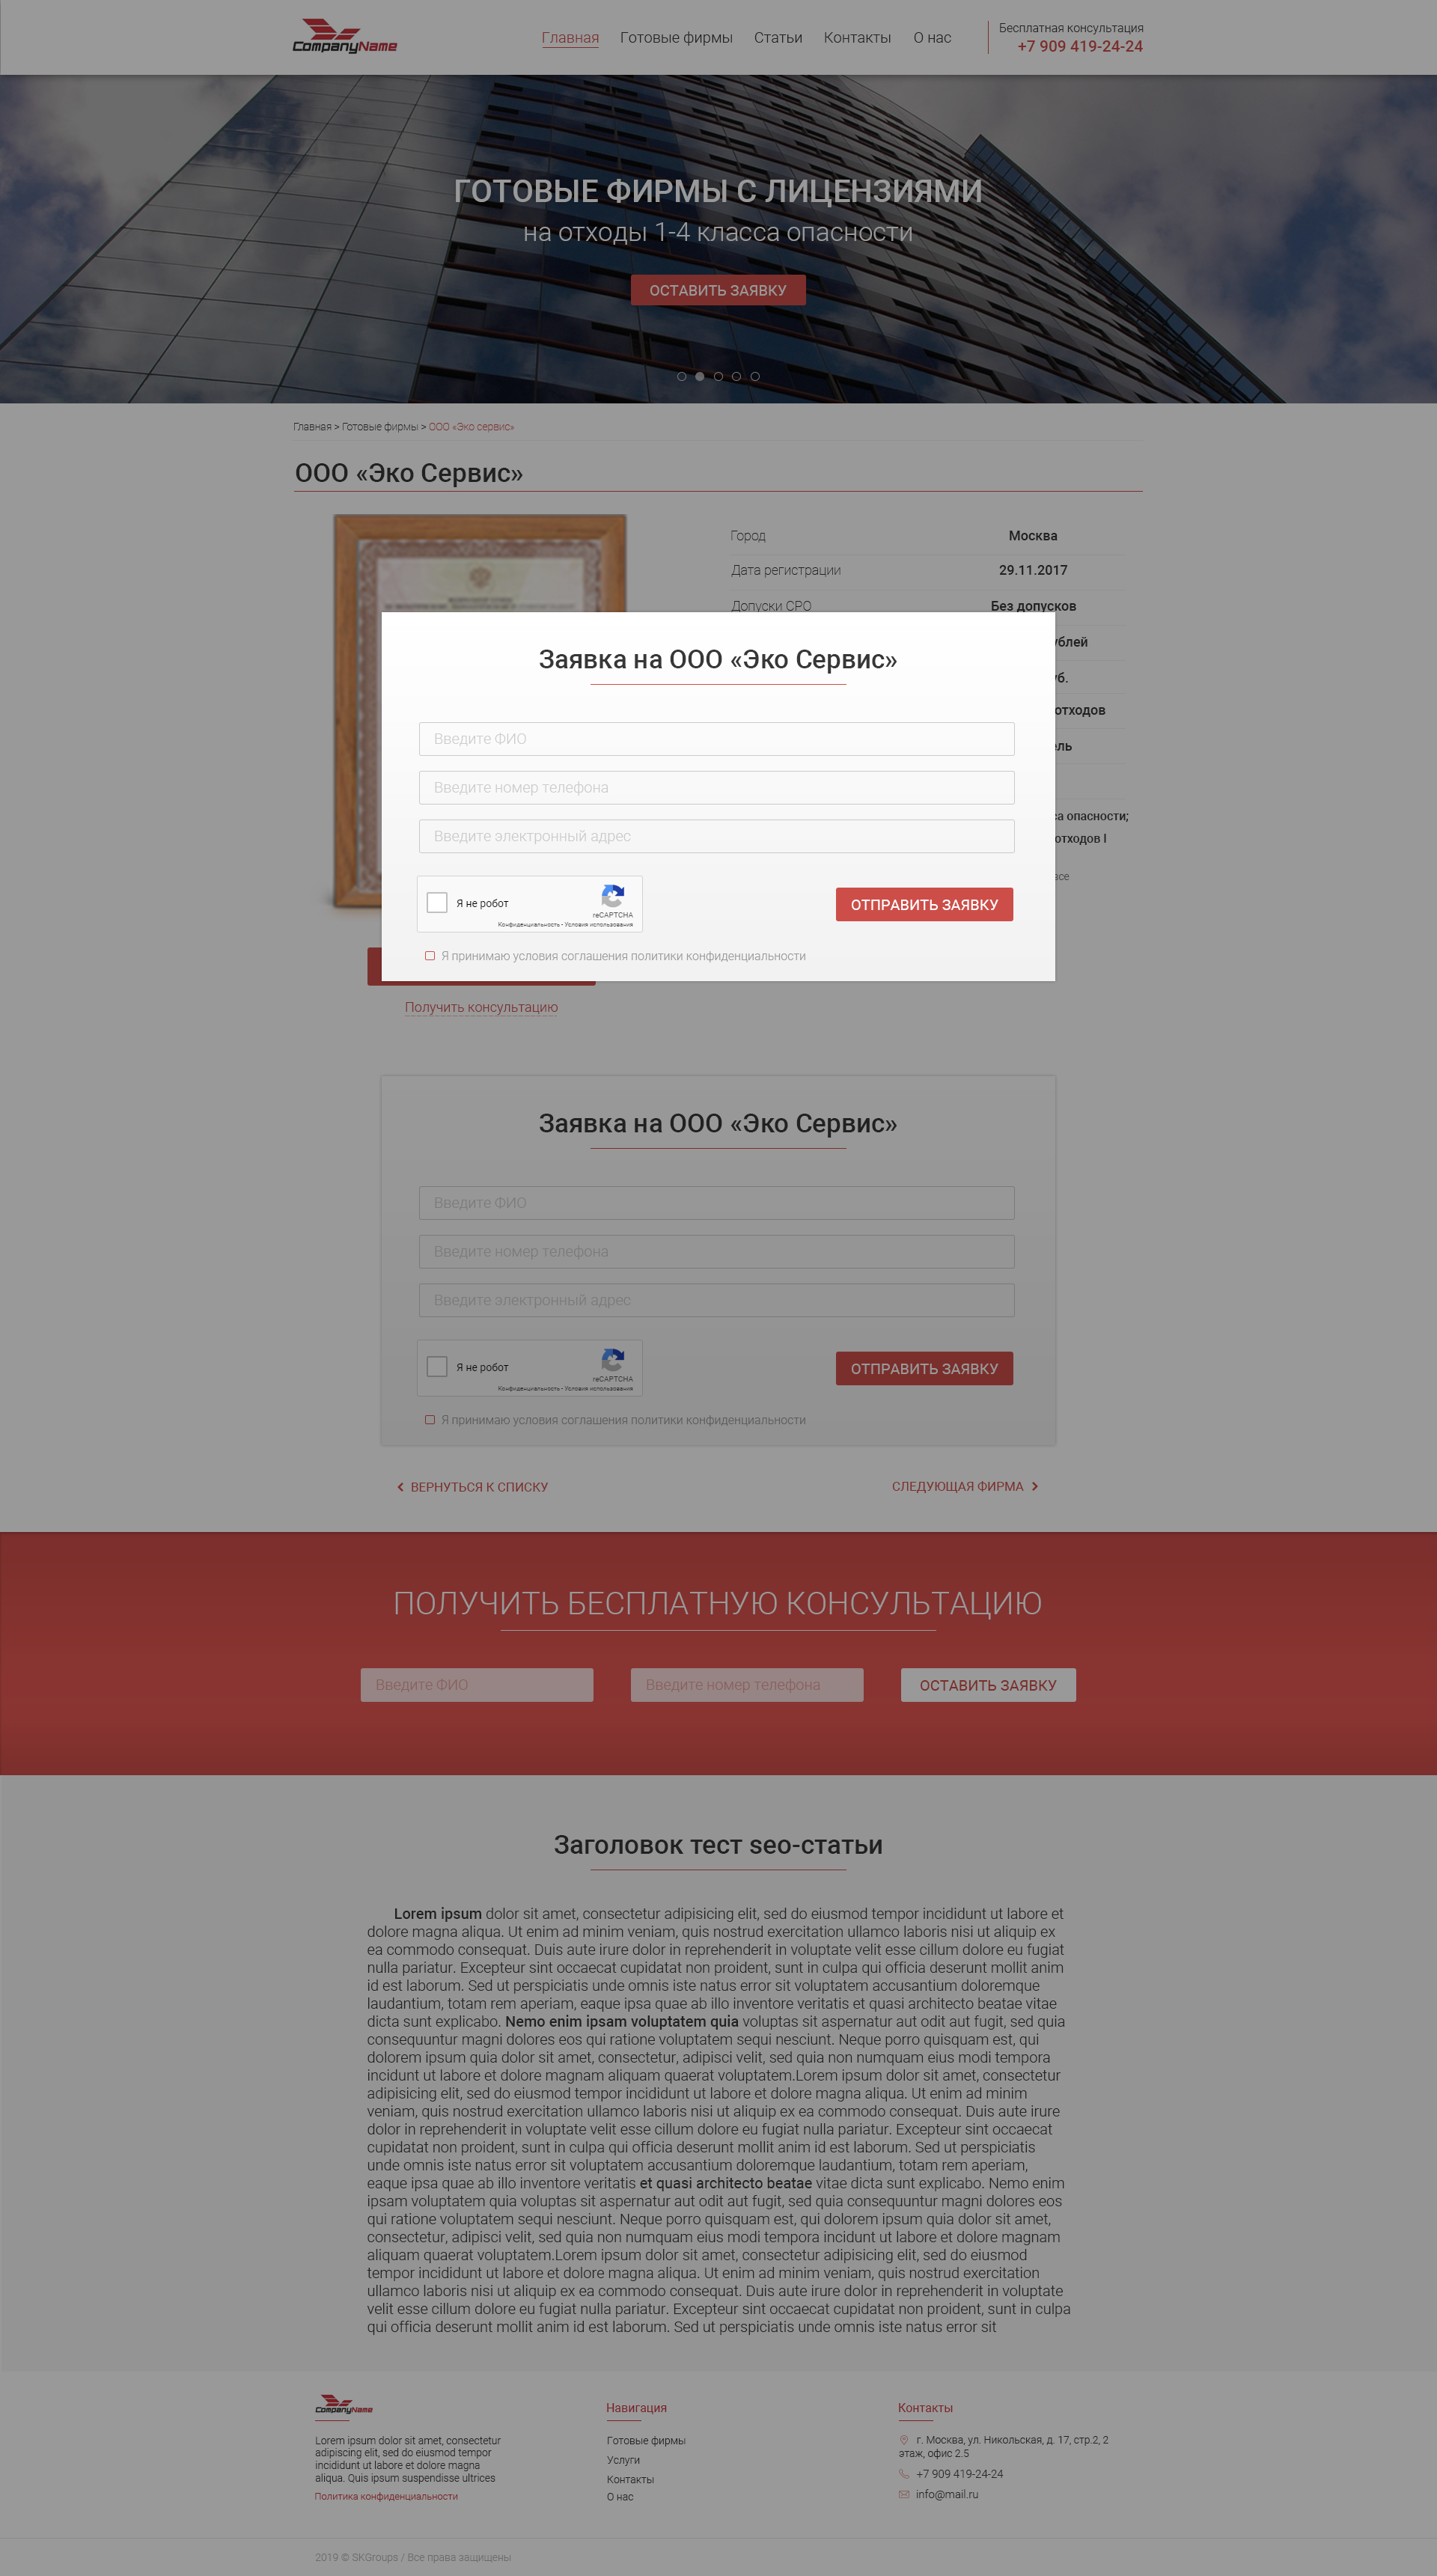 CompanyName
Главная
Готовые фирмы
Статьи
Контакты
О нас
Бесплатная консультация
+7 909 419-24-24
ГОТОВЫЕ ФИРМЫ С ЛИЦЕНЗИЯМИ
на отходы 1-4 класса опасности
ОСТАВИТЬ ЗАЯВКУ
Главная > Готовые фирмы > ООО «Эко сервис»
ООО «Эко Сервис»
Город Москва
Дата регистрации 29.11.2017
Допуски СРО Без допусков
отходов
опасности;
отходов I
Заявка на ООО «Эко Сервис»
Введите ФИО
Введите номер телефона
Введите электронный адрес
Я не робот
reCAPTCHA
Конфиденциальность - Условия использования
ОТПРАВИТЬ ЗАЯВКУ
Я принимаю условия соглашения политики конфиденциальности
Получить консультацию
Заявка на ООО «Эко Сервис»
Введите ФИО
Введите номер телефона
Введите электронный адрес
Я не робот
reCAPTCHA
Конфиденциальность - Условия использования
ОТПРАВИТЬ ЗАЯВКУ
Я принимаю условия соглашения политики конфиденциальности
ВЕРНУТЬСЯ К СПИСКУ
СЛЕДУЮЩАЯ ФИРМА
ПОЛУЧИТЬ БЕСПЛАТНУЮ КОНСУЛЬТАЦИЮ
Введите ФИО
Введите номер телефона
ОСТАВИТЬ ЗАЯВКУ
Заголовок тест seo-статьи
Lorem ipsum dolor sit amet, consectetur adipisicing elit, sed do eiusmod tempor incididunt ut labore et
dolore magna aliqua. Ut enim ad minim veniam, quis nostrud exercitation ullamco laboris nisi ut aliquip ex
ea commodo consequat. Duis aute irure dolor in reprehenderit in voluptate velit esse cillum dolore eu fugiat
nulla pariatur. Excepteur sint occaecat cupidatat non proident, sunt in culpa qui officia deserunt mollit anim
id est laborum. Sed ut perspiciatis unde omnis iste natus error sit voluptatem accusantium doloremque
laudantium, totam rem aperiam, eaque ipsa quae ab illo inventore veritatis et quasi architecto beatae vitae
dicta sunt explicabo. Nemo enim ipsam voluptatem quia voluptas sit aspernatur aut odit aut fugit, sed quia
consequuntur magni dolores eos qui ratione voluptatem sequi nesciunt. Neque porro quisquam est, qui
dolorem ipsum quia dolor sit amet, consectetur, adipisci velit, sed quia non numquam eius modi tempora
incidunt ut labore et dolore magnam aliquam quaerat voluptatem.Lorem ipsum dolor sit amet, consectetur
adipisicing elit, sed do eiusmod tempor incididunt ut labore et dolore magna aliqua. Ut enim ad minim
veniam, quis nostrud exercitation ullamco laboris nisi ut aliquip ex ea commodo consequat. Duis aute irure
dolor in reprehenderit in voluptate velit esse cillum dolore eu fugiat nulla pariatur. Excepteur sint occaecat
cupidatat non proident, sunt in culpa qui officia deserunt mollit anim id est laborum. Sed ut perspiciatis
unde omnis iste natus error sit voluptatem accusantium doloremque laudantium, totam rem aperiam,
eaque ipsa quae ab illo inventore veritatis et quasi architecto beatae vitae dicta sunt explicabo. Nemo enim
ipsam voluptatem quia voluptas sit aspernatur aut odit aut fugit, sed quia consequuntur magni dolores eos
qui ratione voluptatem sequi nesciunt. Neque porro quisquam est, qui dolorem ipsum quia dolor sit amet,
consectetur, adipisci velit, sed quia non numquam eius modi tempora incidunt ut labore et dolore magnam
aliquam quaerat voluptatem.Lorem ipsum dolor sit amet, consectetur adipisicing elit, sed do eiusmod
tempor incididunt ut labore et dolore magna aliqua. Ut enim ad minim veniam, quis nostrud exercitation
ullamco laboris nisi ut aliquip ex ea commodo consequat. Duis aute irure dolor in reprehenderit in voluptate
velit esse cillum dolore eu fugiat nulla pariatur. Excepteur sint occaecat cupidatat non proident, sunt in culpa
qui officia deserunt mollit anim id est laborum. Sed ut perspiciatis unde omnis iste natus error sit
CompanyName
Lorem ipsum dolor sit amet, consectetur
adipiscing elit, sed do eiusmod tempor
incididunt ut labore et dolore magna
aliqua. Quis ipsum suspendisse ultrices
Политика конфиденциальности
Навигация
Готовые фирмы
Услуги
Контакты
О нас
Контакты
г. Москва, ул. Никольская, д. 17, стр.2, 2
этаж, офис 2.5
+7 909 419-24-24
info@mail.ru
2019 © SKGroups / Все права защищены